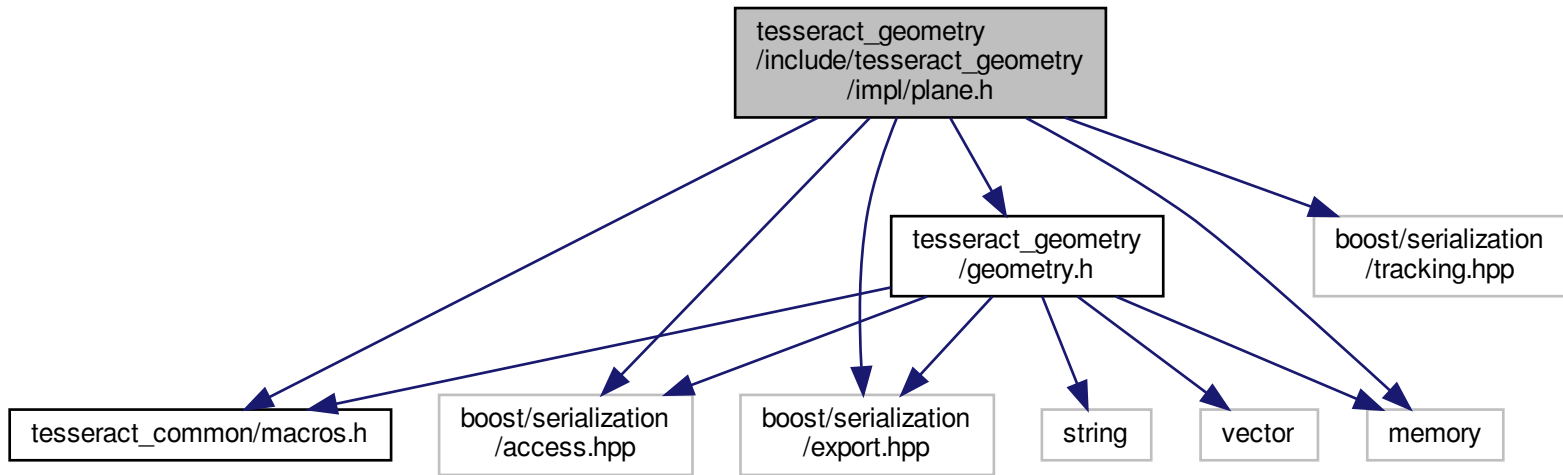 tesseract_geometry
/include/tesseract_geometry
/impl/plane.h
tesseract_geometry
/geometry.h
boost/serialization
/tracking.hpp
tesseract_common/macros.h
boost/serialization
/access.hpp
boost/serialization
/export.hpp
string
vector
memory